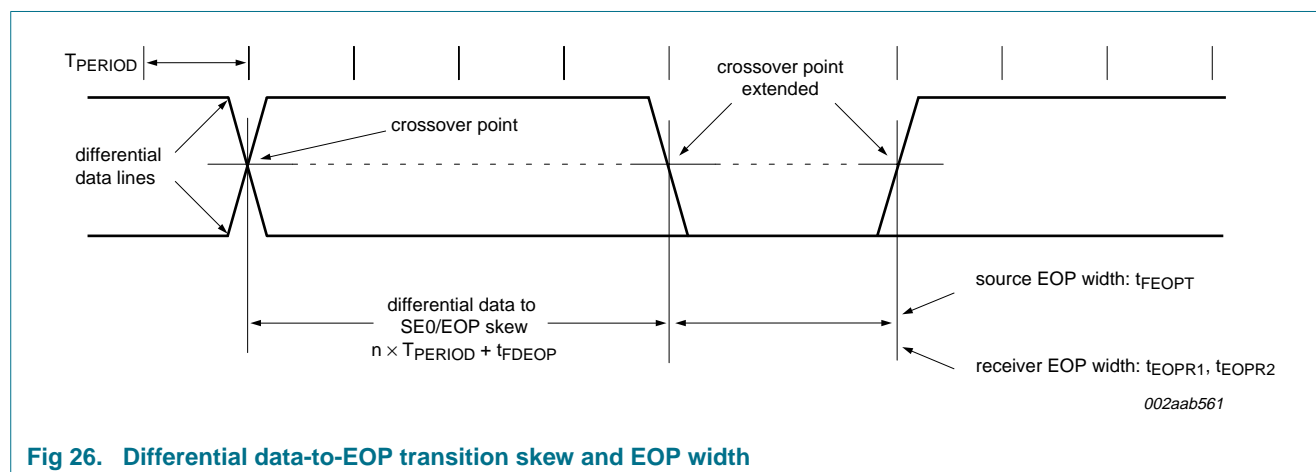 TPERIOD
crossover point
extended
crossover point
differential
data lines
differential data to
SE0/EOP skew
n × TPERIOD + tFDEOP
source EOP width: tFEOPT
receiver EOP width: tEOPR1, tEOPR2
002aab561
Fig 26. Differential data-to-EOP transition skew and EOP width